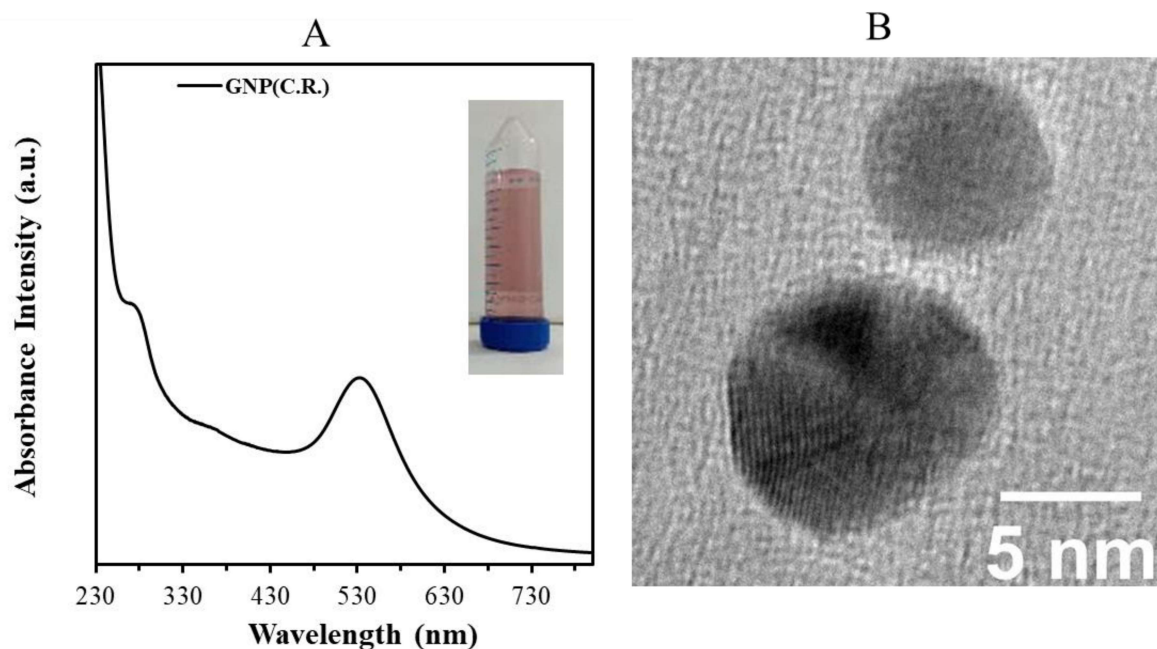 A
B
GNP(C.R.)
Absorbance Intensity (a.u.)
230 330 430 530 630 730
Wavelength (nm)
5 nm